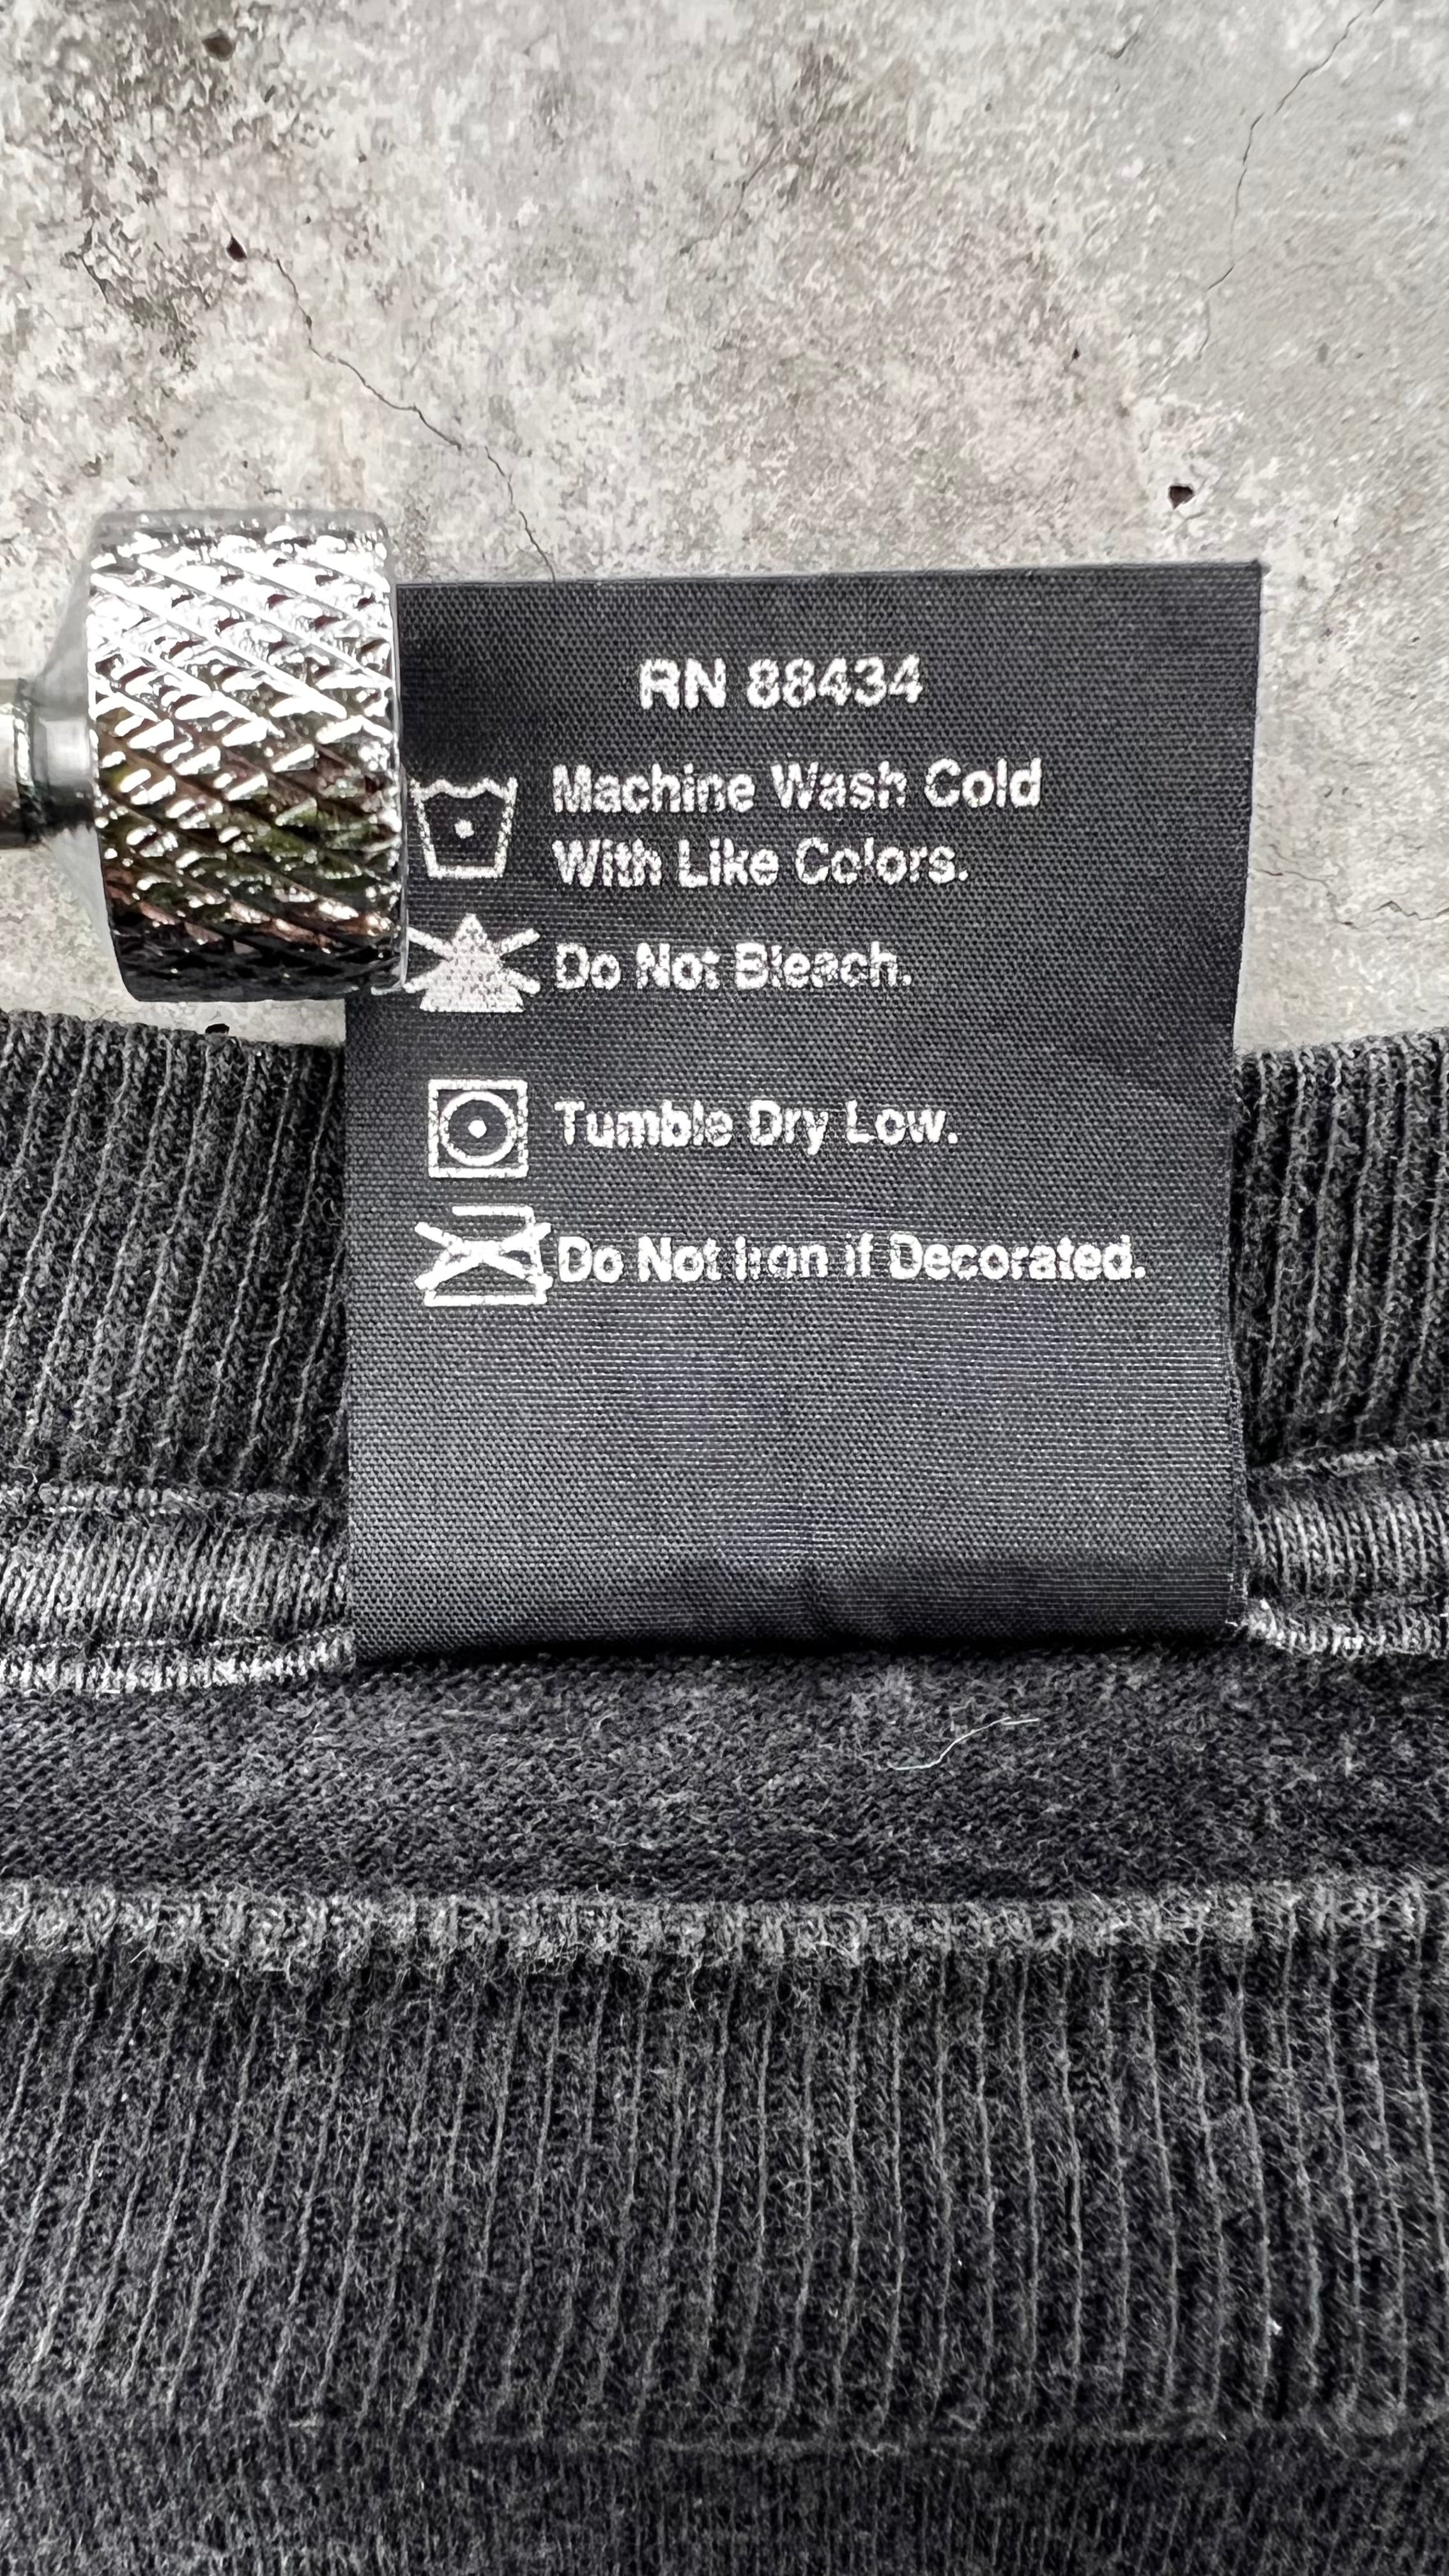 RN 88434
Machine Wash Cold
With Like Colors.
Do Not Bleach.
Tumble Dry Low.
Do Not Iron if Decorated.